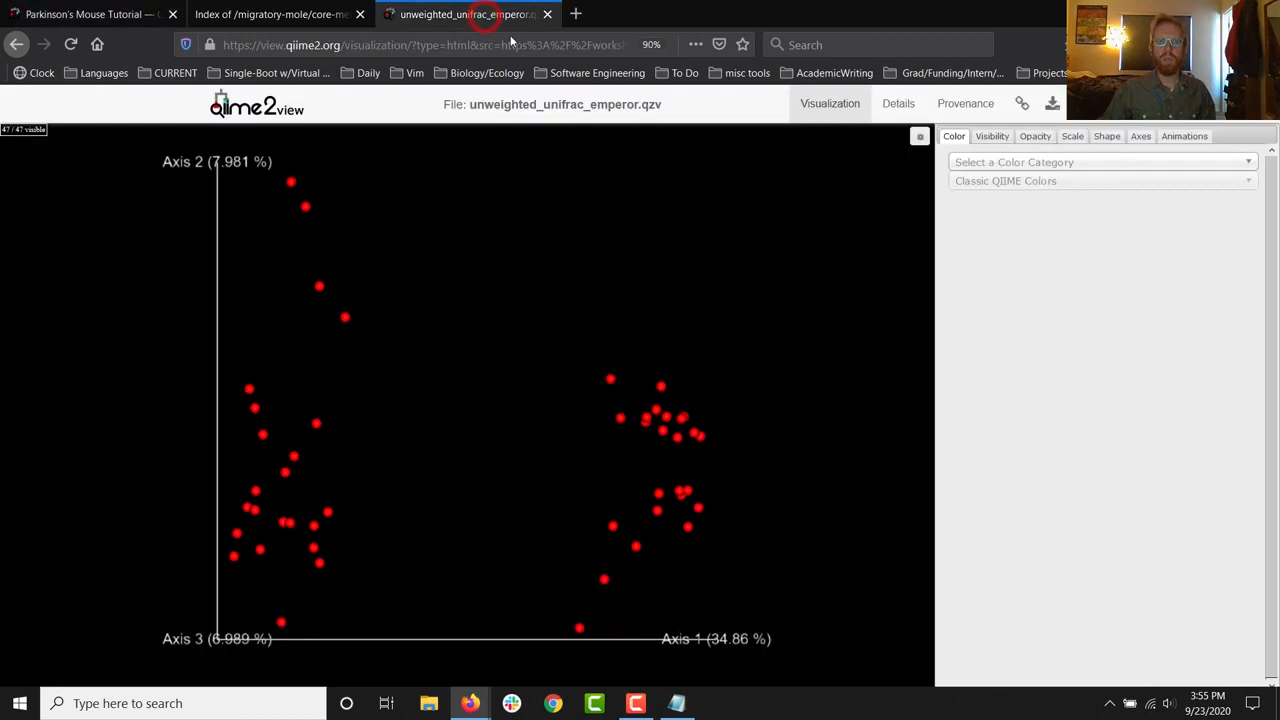 Parkinson's Mouse Tutorial —
Index of /migratory-mole/core-me
unweighted_unifrac_emperor.q
https://view.qiime2.org/visualization/?type=html&src=https%3A%2F%2Fworks
90%
Search
Clock
Languages
CURRENT
Single-Boot w/Virtual
Daily
Vim
Biology/Ecology
Software Engineering
To Do
misc tools
AcademicWriting
Grad/Funding/Intern/...
Projects
qiime2view
File: unweighted_unifrac_emperor.qzv
Visualization
Details
Provenance
47 / 47 visible
Color
Visibility
Opacity
Scale
Shape
Axes
Animations
Select a Color Category
Classic QIIME Colors
Axis 2 (7.981 %)
Axis 3 (6.989 %)
Axis 1 (34.86 %)
Type here to search
3:55 PM
9/23/2020